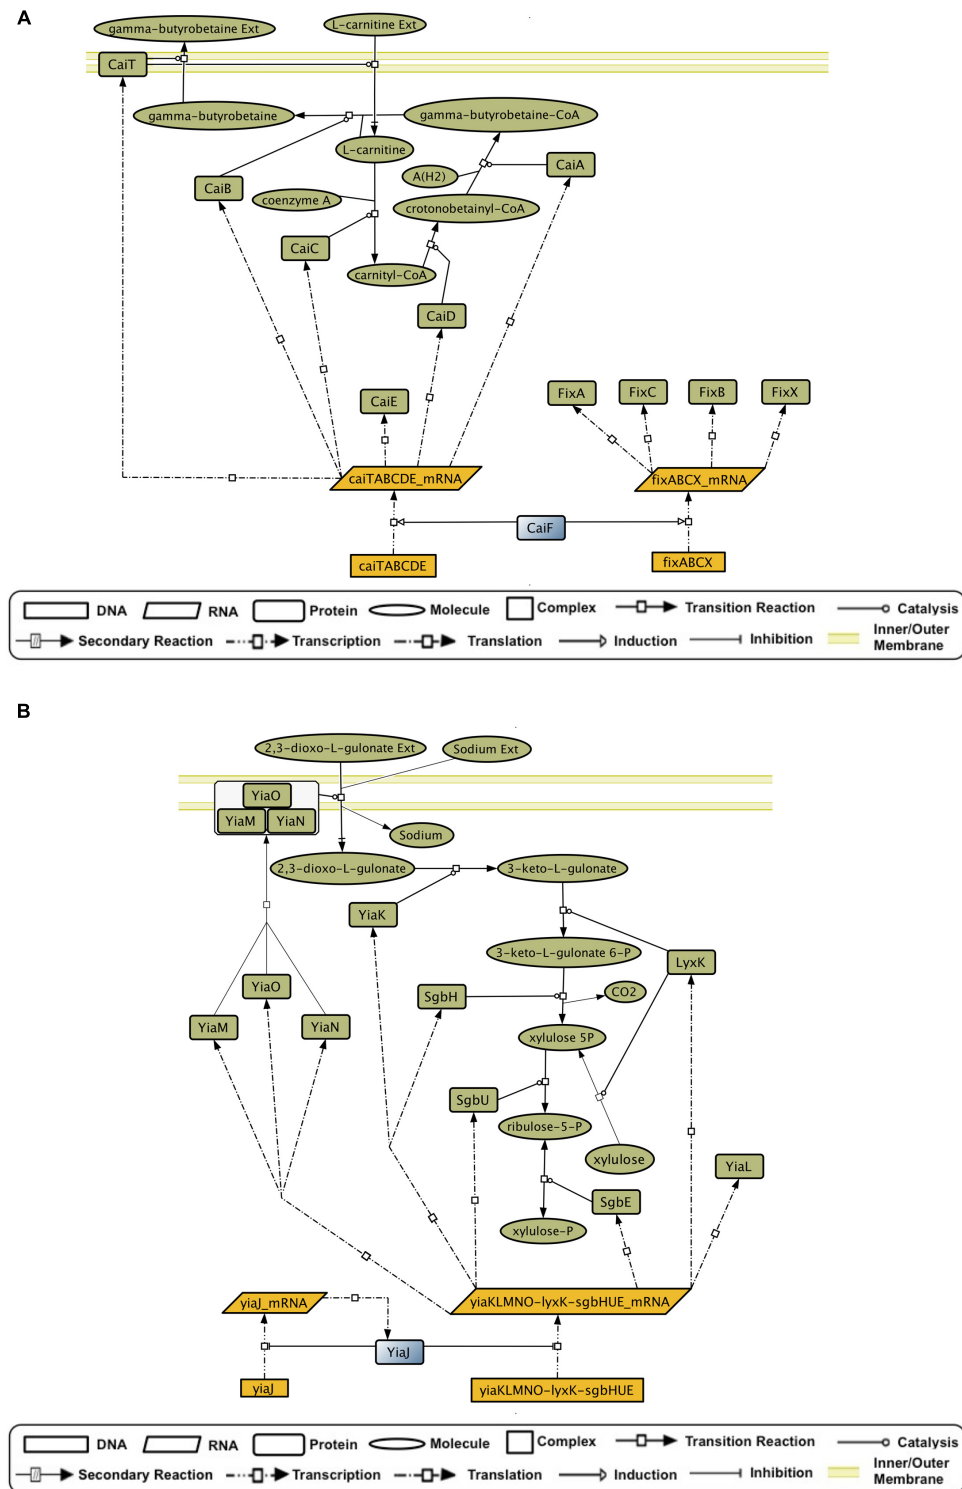 A
gamma-butyrobetaine Ext
L-carnitine Ext
CaiT
gamma-butyrobetaine
gamma-butyrobetaine-CoA
L-carnitine
A(H2)
CaiA
CaiB
coenzyme A
crotonobetainyl-CoA
CaiC
carnityl-CoA
CaiD
CaiE
FixA
FixC
FixB
FixX
caiTABCDE_mRNA
fixABCX_mRNA
CaiF
caiTABCDE
fixABCX
DNA
RNA
Protein
Molecule
Complex
Transition Reaction
Catalysis
Secondary Reaction
Transcription
Translation
Induction
Inhibition
Inner/Outer
Membrane
B
2,3-dioxo-L-gulonate Ext
Sodium Ext
YiaO
YiaM
YiaN
Sodium
2,3-dioxo-L-gulonate
3-keto-L-gulonate
YiaK
3-keto-L-gulonate 6-P
LyxK
YiaO
SgbH
CO2
YiaM
YiaN
xylulose 5P
SgbU
ribulose-5-P
xylulose
YiaL
SgbE
xylulose-P
yiaJ_mRNA
yiaKLMNO-lyxK-sgbHUE_mRNA
YiaJ
yiaJ
yiaKLMNO-lyxK-sgbHUE
DNA
RNA
Protein
Molecule
Complex
Transition Reaction
Catalysis
Secondary Reaction
Transcription
Translation
Induction
Inhibition
Inner/Outer
Membrane